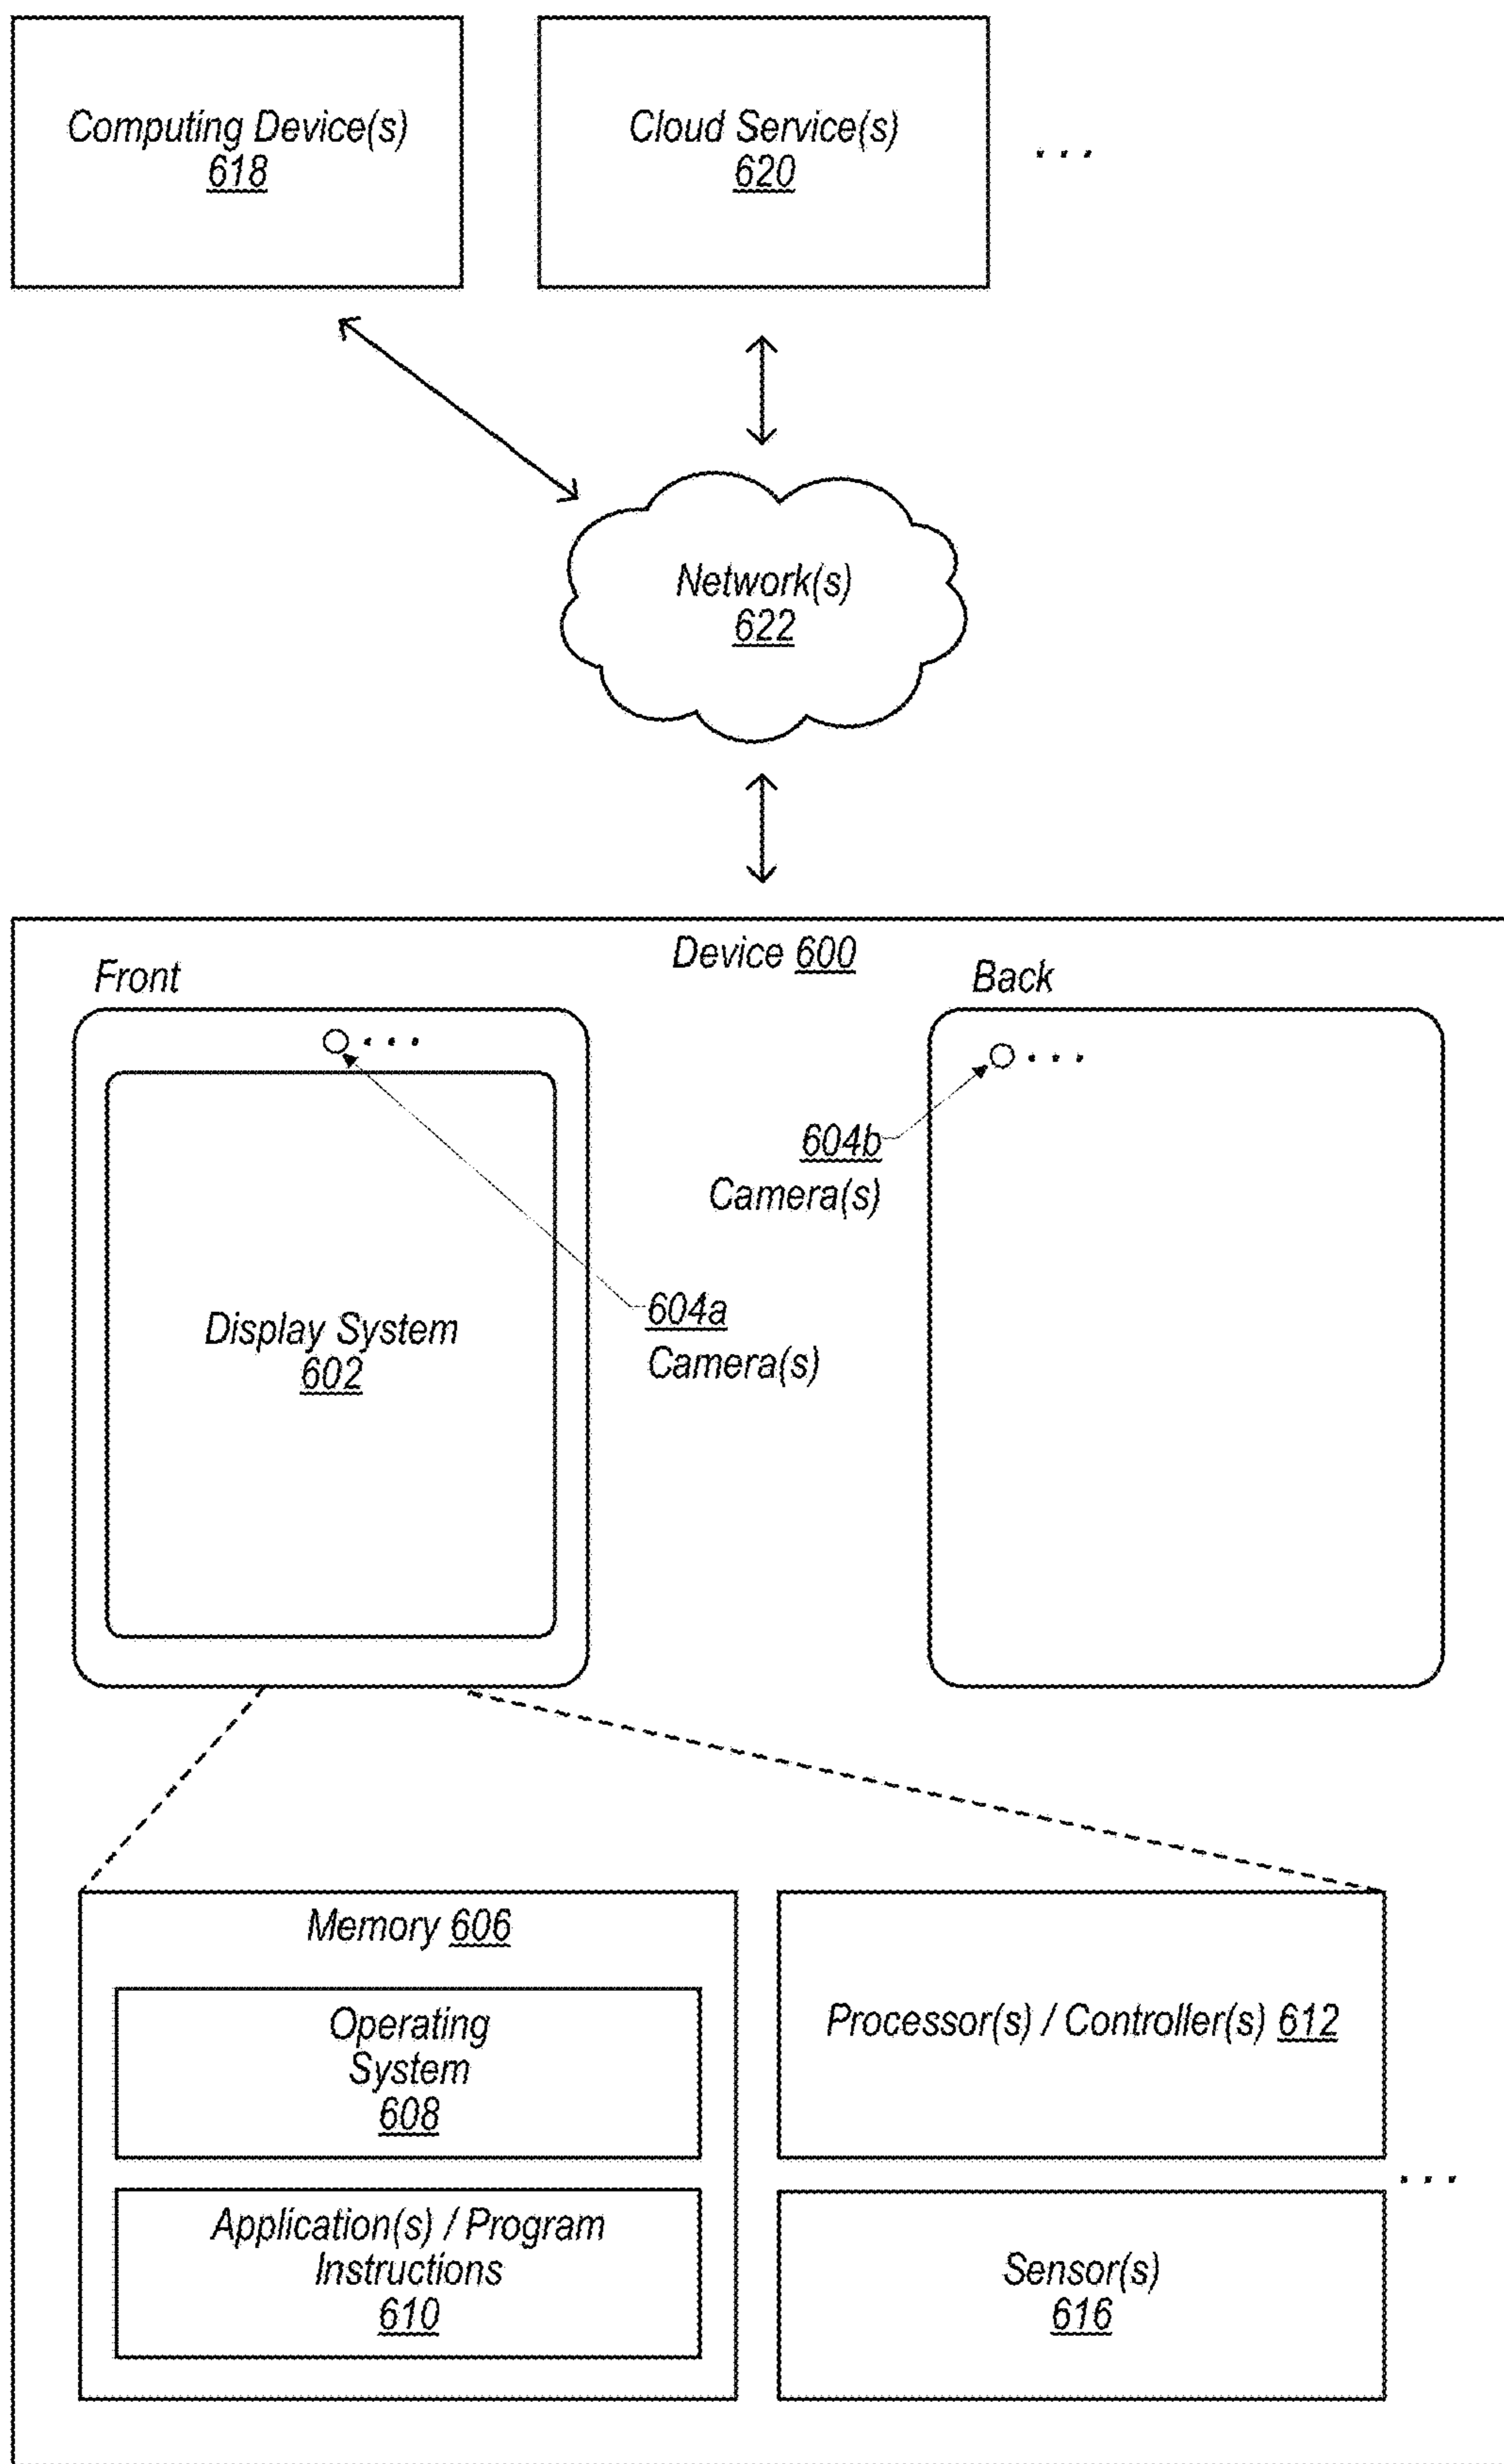 Computing Device(s)
618
Cloud Service(s)
620
. . .
Network(s)
622
Device 600
Front
Back
. . .
. . .
604b
Camera(s)
604a
Camera(s)
Display System
602
Memory 606
Operating
System
608
Application(s) / Program
Instructions
610
Processor(s) / Controller(s) 612
. . .
Sensor(s)
616